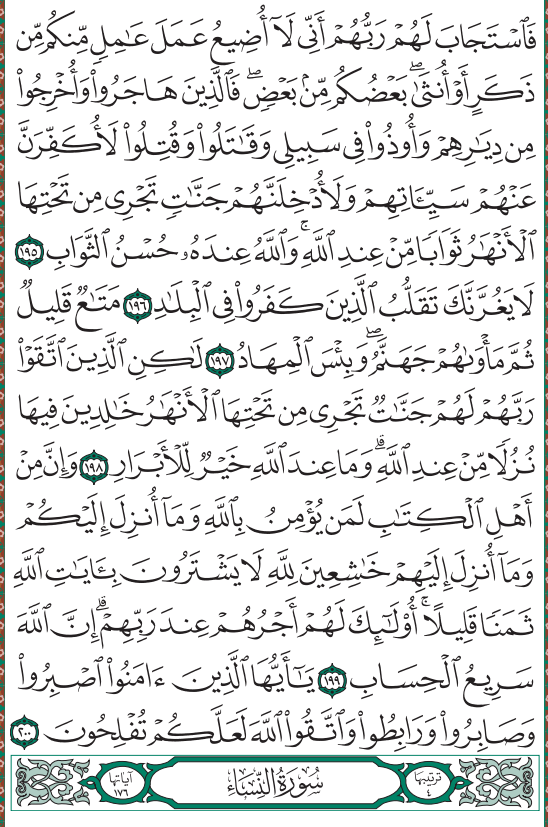 فَٱسْتَجَابَ لَهُمْ رَبُّهُمْ أَنِّي لَآ أُضِيعُ عَمَلَ عَٰمِلٍ مِّنكُم مِّن
ذَكَرٍ أَوْ أُنثَىٰۖ بَعْضُكُم مِّنۢ بَعْضٍۖ فَٱلَّذِينَ هَاجَرُوا۟ وَأُخْرِجُوا۟
مِن دِيَٰرِهِمْ وَأُوذُوا۟ فِي سَبِيلِي وَقَٰتَلُوا۟ وَقُتِلُوا۟ لَأُكَفِّرَنَّ
عَنْهُمْ سَيِّـَٔاتِهِمْ وَلَأُدْخِلَنَّهُمْ جَنَّٰتٍ تَجْرِي مِن تَحْتِهَا
ٱلْأَنْهَٰرُ ثَوَابًا مِّنْ عِندِ ٱللَّهِۚ وَٱللَّهُ عِندَهُۥ حُسْنُ ٱلثَّوَابِ ١٩٥
لَا يَغُرَّنَّكَ تَقَلُّبُ ٱلَّذِينَ كَفَرُوا۟ فِي ٱلْبِلَٰدِ ١٩٦ مَتَٰعٌ قَلِيلٌ
ثُمَّ مَأْوَىٰهُمْ جَهَنَّمُۖ وَبِئْسَ ٱلْمِهَادُ ١٩٧ لَٰكِنِ ٱلَّذِينَ ٱتَّقَوْا۟
رَبَّهُمْ لَهُمْ جَنَّٰتٌ تَجْرِي مِن تَحْتِهَا ٱلْأَنْهَٰرُ خَٰلِدِينَ فِيهَا
نُزُلًا مِّنْ عِندِ ٱللَّهِۗ وَمَا عِندَ ٱللَّهِ خَيْرٌ لِّلْأَبْرَارِ ١٩٨ وَإِنَّ مِنْ
أَهْلِ ٱلْكِتَٰبِ لَمَن يُؤْمِنُ بِٱللَّهِ وَمَآ أُنزِلَ إِلَيْكُمْ
وَمَآ أُنزِلَ إِلَيْهِمْ خَٰشِعِينَ لِلَّهِ لَا يَشْتَرُونَ بِـَٔايَٰتِ ٱللَّهِ
ثَمَنًا قَلِيلًاۚ أُو۟لَٰٓئِكَ لَهُمْ أَجْرُهُمْ عِندَ رَبِّهِمْۗ إِنَّ ٱللَّهَ
سَرِيعُ ٱلْحِسَابِ ١٩٩ يَٰٓأَيُّهَا ٱلَّذِينَ ءَامَنُوا۟ ٱصْبِرُوا۟
وَصَابِرُوا۟ وَرَابِطُوا۟ وَٱتَّقُوا۟ ٱللَّهَ لَعَلَّكُمْ تُفْلِحُونَ ٢٠٠
ترتيبها ٤ سُورَةُ النِّسَاءِ آياتها ١٧٦